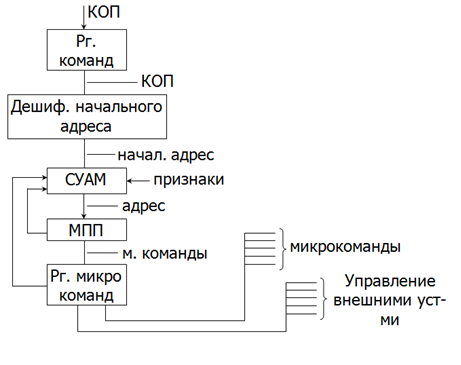 КОП
Рг.
команд
КОП
Дешиф. начального
адреса
начал. адрес
СУАМ
признаки
адрес
МПП
м. команды
Рг. микро
команд
микрокоманды
Управление
внешними уст-
ми